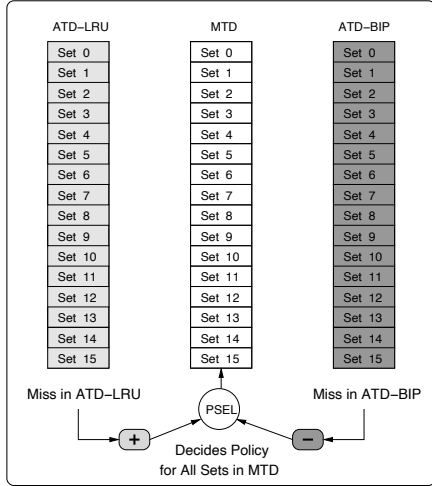 ATD–LRU MTD ATD–BIP
Set 0 Set 0 Set 0
Set 1 Set 1 Set 1
Set 2 Set 2 Set 2
Set 3 Set 3 Set 3
Set 4 Set 4 Set 4
Set 5 Set 5 Set 5
Set 6 Set 6 Set 6
Set 7 Set 7 Set 7
Set 8 Set 8 Set 8
Set 9 Set 9 Set 9
Set 10 Set 10 Set 10
Set 11 Set 11 Set 11
Set 12 Set 12 Set 12
Set 13 Set 13 Set 13
Set 14 Set 14 Set 14
Set 15 Set 15 Set 15
Miss in ATD–LRU Miss in ATD–BIP
PSEL
+ –
Decides Policy
for All Sets in MTD